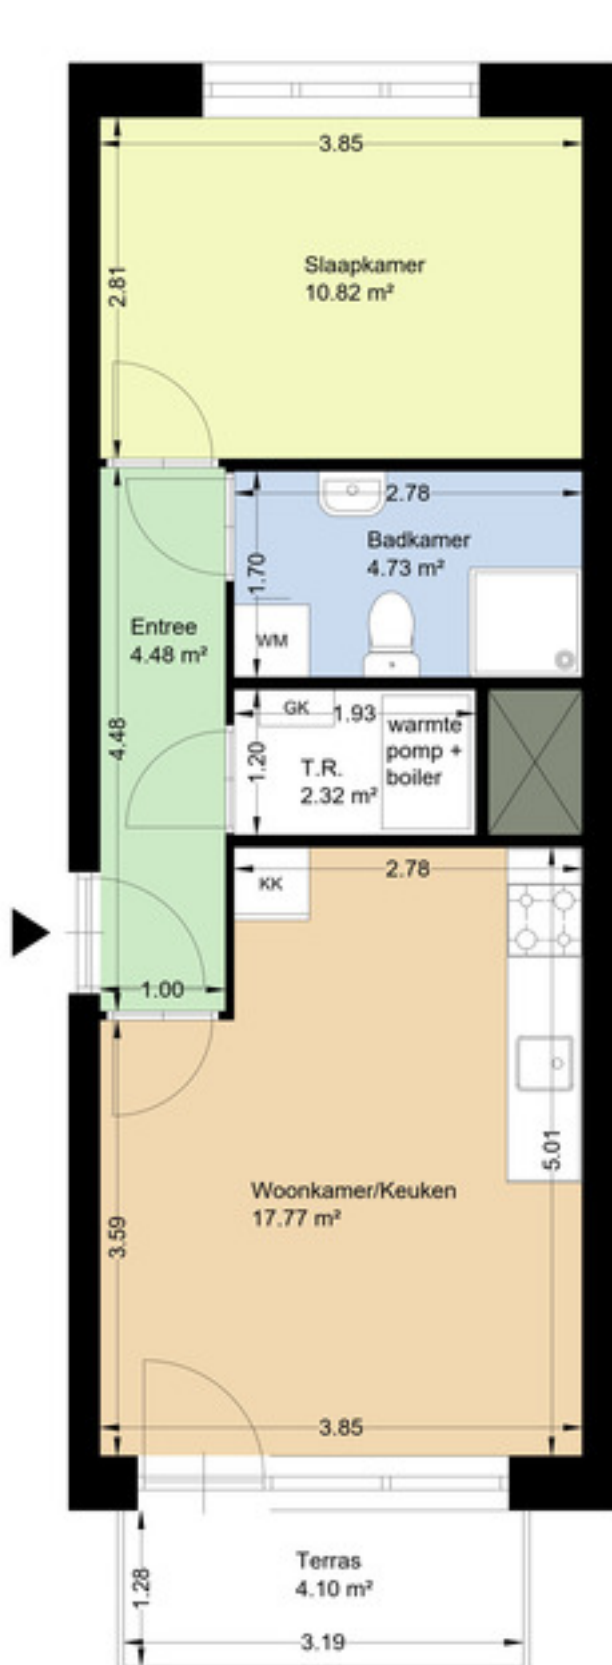 3.85
2.81
Slaapkamer
10.82 m²
2.78
1.70
Badkamer
4.73 m²
WM
Entree
4.48 m²
4.48
GK
1.93
1.20
T.R.
2.32 m²
warmte
pomp +
boiler
KK
2.78
1.00
5.01
Woonkamer/Keuken
17.77 m²
3.59
3.85
Terras
4.10 m²
1.28
3.19